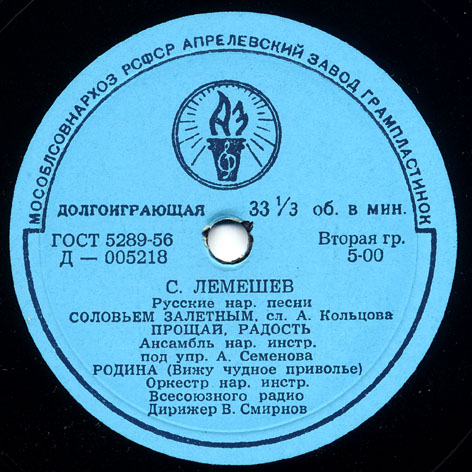 МОСОБЛСОВНАРХОЗ РСФСР АПРЕЛЕВСКИЙ ЗАВОД ГРАМПЛАСТИНОК
АЗ
ДОЛГОИГРАЮЩАЯ 33 1/3 об. в мин.
ГОСТ 5289-56 Вторая гр.
Д — 005218 5-00
С. ЛЕМЕШЕВ
Русские нар. песни
СОЛОВЬЕМ ЗАЛЕТНЫМ, сл. А. Кольцова
ПРОЩАЙ, РАДОСТЬ
Ансамбль нар. инстр.
под упр. А. Семенова
РОДИНА (Вижу чудное приволье)
Оркестр нар. инстр.
Всесоюзного радио
Дирижер В. Смирнов